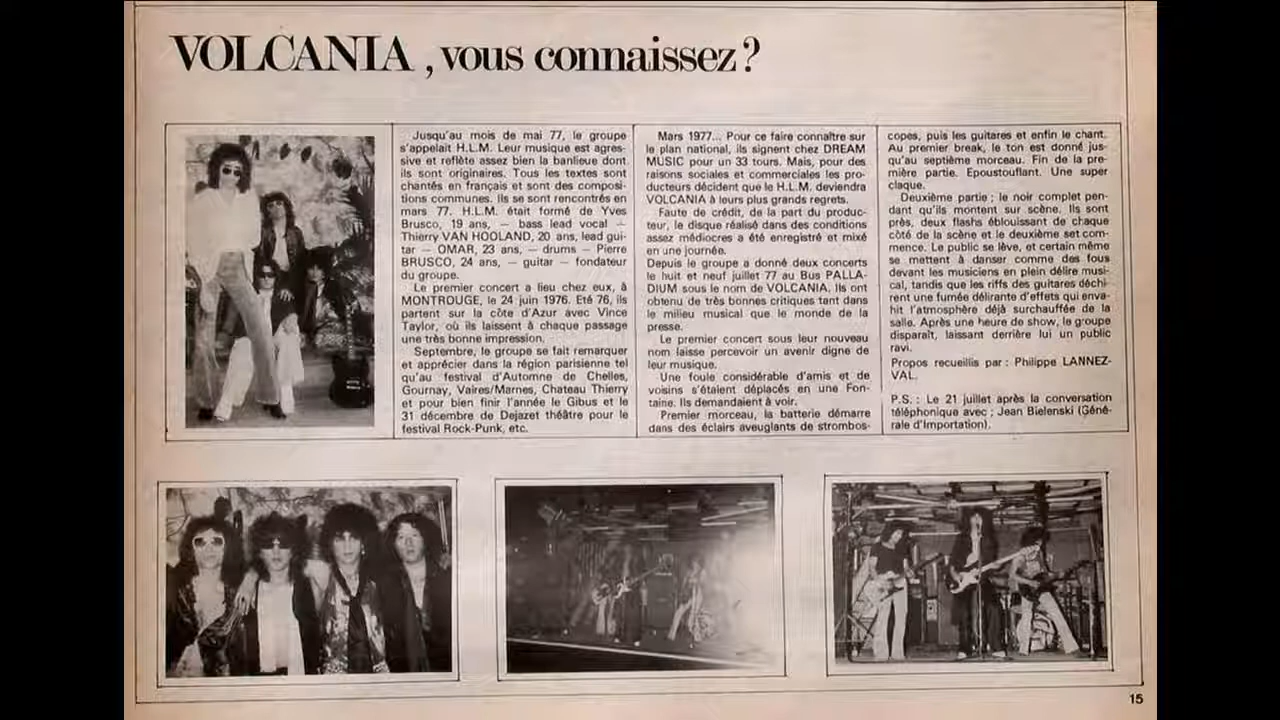 VOLCANIA , vous connaissez ?
Jusqu'au mois de mai 77, le groupe
s'appelait H.L.M. Leur musique est agres-
sive et reflète assez bien la banlieue dont
ils sont originaires. Tous les textes sont
chantés en français et sont des composi-
tions communes. Ils se sont rencontrés en
mars 77. H.L.M. était formé de Yves
Brusco, 19 ans, — bass lead vocal —
Thierry VAN HOOLAND, 20 ans, lead gui-
tar — OMAR, 23 ans, — drums — Pierre
BRUSCO, 24 ans, — guitar — fondateur
du groupe.
Le premier concert a lieu chez eux, à
MONTROUGE, le 24 juin 1976. Eté 76, ils
partent sur la côte d'Azur avec Vince
Taylor, où ils laissent à chaque passage
une très bonne impression.
Septembre, le groupe se fait remarquer
et apprécier dans la région parisienne tel
qu'au festival d'Automne de Chelles,
Gournay, Vaires/Marnes, Chateau Thierry
et pour bien finir l'année le Gibus et le
31 décembre de Dejazet théâtre pour le
festival Rock-Punk, etc.
Mars 1977... Pour ce faire connaître sur
le plan national, ils signent chez DREAM
MUSIC pour un 33 tours. Mais, pour des
raisons sociales et commerciales les pro-
ducteurs décident que le H.L.M. deviendra
VOLCANIA à leurs plus grands regrets.
Faute de crédit, de la part du produc-
teur, le disque réalisé dans des conditions
assez médiocres a été enregistré et mixé
en une journée.
Depuis le groupe a donné deux concerts
le huit et neuf juillet 77 au Bus PALLA-
DIUM sous le nom de VOLCANIA. Ils ont
obtenu de très bonnes critiques tant dans
le milieu musical que le monde de la
presse.
Le premier concert sous leur nouveau
nom laisse percevoir un avenir digne de
leur musique.
Une foule considérable d'amis et de
voisins s'étaient déplacés en une Fon-
taine. Ils demandaient à voir.
Premier morceau, la batterie démarre
dans des éclairs aveuglants de strombos-
copes, puis les guitares et enfin le chant.
Au premier break, le ton est donné jus-
qu'au septième morceau. Fin de la pre-
mière partie. Epoustouflant. Une super
claque.
Deuxième partie ; le noir complet pen-
dant qu'ils montent sur scène. Ils sont
près, deux flashs éblouissant de chaque
côté de la scène et le deuxième set com-
mence. Le public se lève, et certain même
se mettent à danser comme des fous
devant les musiciens en plein délire musi-
cal, tandis que les riffs des guitares déchi-
rent une fumée délirante d'effets qui enva-
hit l'atmosphère déjà surchauffée de la
salle. Après une heure de show, le groupe
disparaît, laissant derrière lui un public
ravi.
Propos recueillis par : Philippe LANNEZ-
VAL.
P.S. : Le 21 juillet après la conversation
téléphonique avec ; Jean Bielenski (Géné-
rale d'Importation).
15